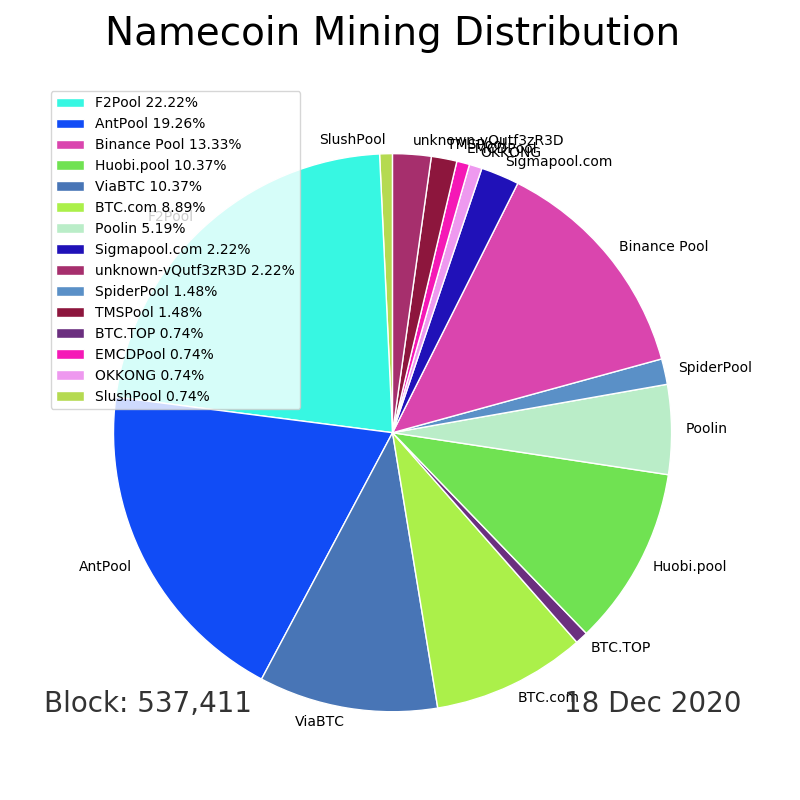 Namecoin Mining Distribution
F2Pool 22.22%
AntPool 19.26%
Binance Pool 13.33%
Huobi.pool 10.37%
ViaBTC 10.37%
BTC.com 8.89%
Poolin 5.19%
Sigmapool.com 2.22%
unknown-vQutf3zR3D 2.22%
SpiderPool 1.48%
TMSPool 1.48%
BTC.TOP 0.74%
EMCDPool 0.74%
OKKONG 0.74%
SlushPool 0.74%
SlushPool
unknown-vQutf3zR3D
TMSPool
EMCDPool
OKKONG
Sigmapool.com
F2Pool
Binance Pool
SpiderPool
Poolin
AntPool
Huobi.pool
BTC.TOP
BTC.com
ViaBTC
Block: 537,411
18 Dec 2020